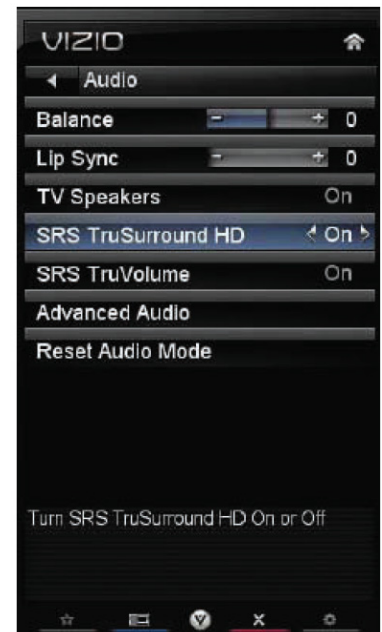 VIZIO
Audio
Balance - + 0
Lip Sync - + 0
TV Speakers On
SRS TruSurround HD On
SRS TruVolume On
Advanced Audio
Reset Audio Mode
Turn SRS TruSurround HD On or Off
V X